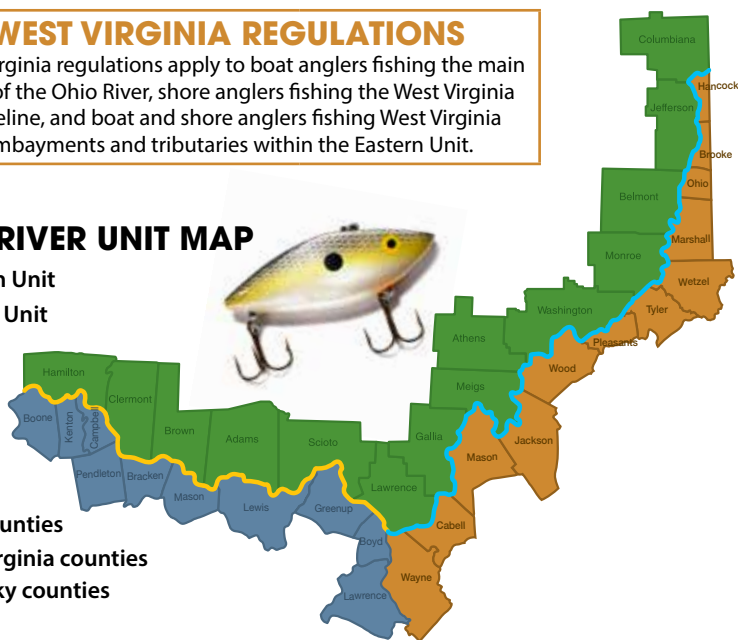 WEST VIRGINIA REGULATIONS
rginia regulations apply to boat anglers fishing the main
of the Ohio River, shore anglers fishing the West Virginia
eline, and boat and shore anglers fishing West Virginia
mbayments and tributaries within the Eastern Unit.
RIVER UNIT MAP
n Unit
Unit
Columbiana
Hancock
Jefferson
Brooke
Ohio
Belmont
Marshall
Monroe
Wetzel
Washington
Tyler
Pleasants
Athens
Wood
Meigs
Hamilton
Clermont
Boone
Kenton
Campbell
Brown
Adams
Scioto
Gallia
Jackson
Mason
Pendleton
Bracken
Mason
Lewis
Greenup
Lawrence
Cabell
Boyd
Wayne
Lawrence
unties
rginia counties
ky counties